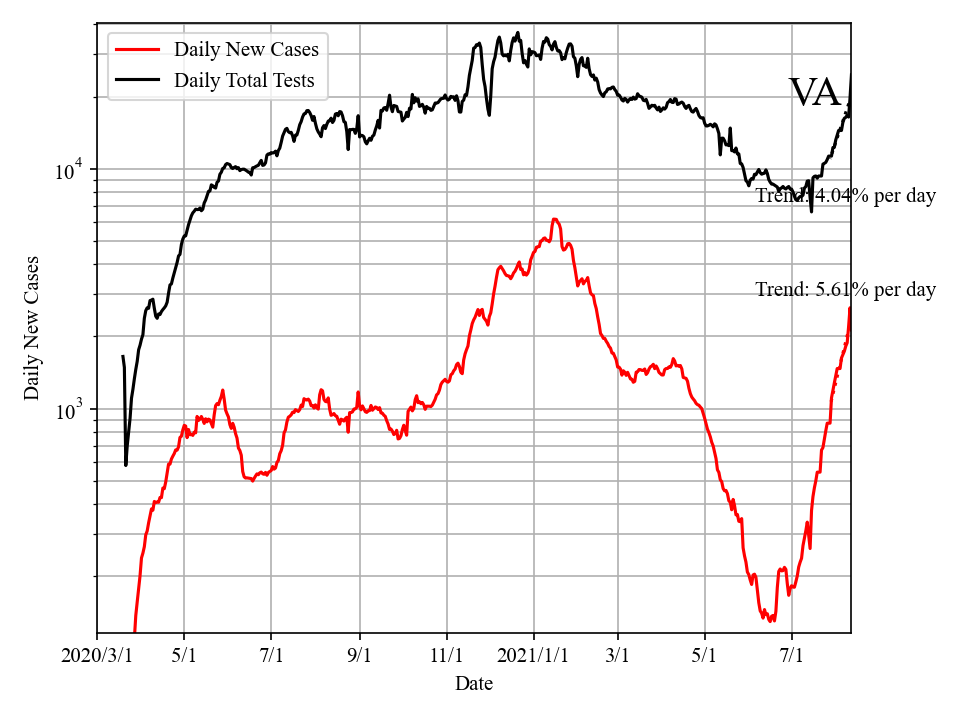 Daily New Cases
Daily Total Tests
VA
10^4
Trend: 4.04% per day
Trend: 5.61% per day
10^3
Daily New Cases
2020/3/1 5/1 7/1 9/1 11/1 2021/1/1 3/1 5/1 7/1
Date